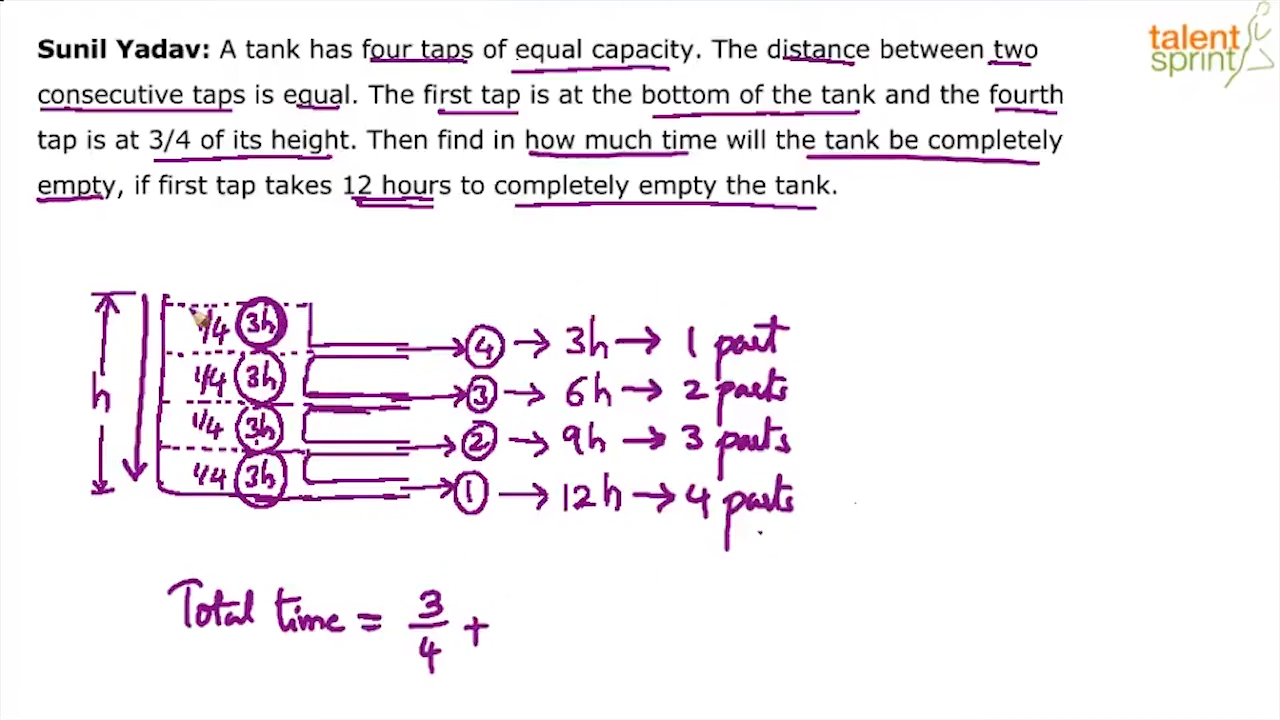 talent
sprint
Sunil Yadav: A tank has four taps of equal capacity. The distance between two
consecutive taps is equal. The first tap is at the bottom of the tank and the fourth
tap is at 3/4 of its height. Then find in how much time will the tank be completely
empty, if first tap takes 12 hours to completely empty the tank.
h
1/4 3h 4 → 3h → 1 part
1/4 3h 3 → 6h → 2 parts
1/4 3h 2 → 9h → 3 parts
1/4 3h 1 → 12h → 4 parts
Total time = 3/4 +